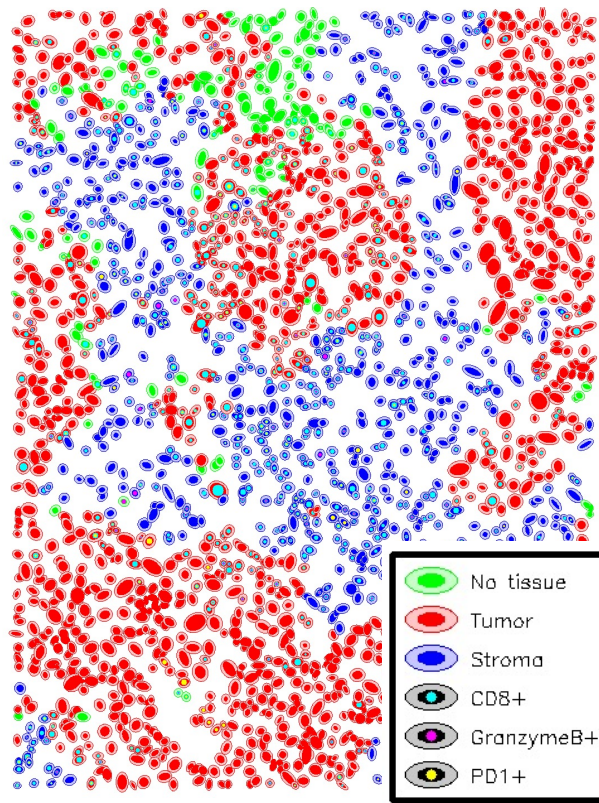 No tissue
Tumor
Stroma
CD8+
GranzymeB+
PD1+